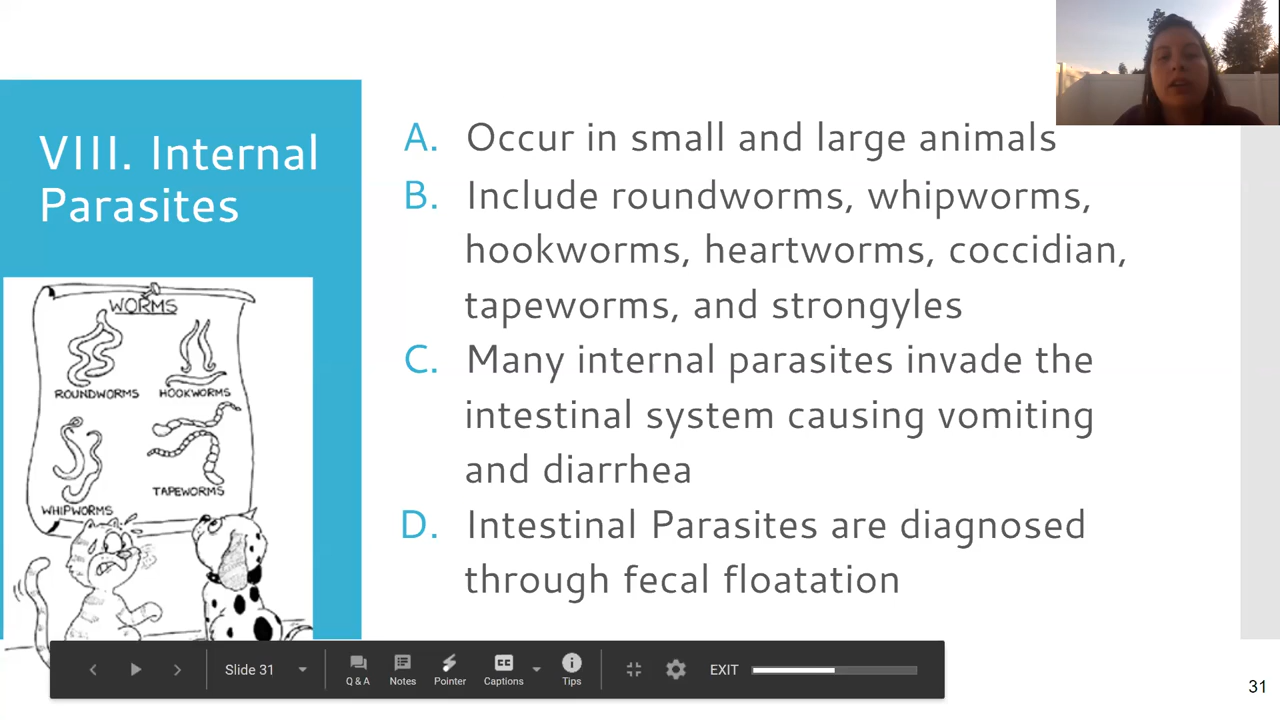 VIII. Internal
Parasites
WORMS
ROUNDWORMS
HOOKWORMS
WHIPWORMS
TAPEWORMS
A. Occur in small and large animals
B. Include roundworms, whipworms,
hookworms, heartworms, coccidian,
tapeworms, and strongyles
C. Many internal parasites invade the
intestinal system causing vomiting
and diarrhea
D. Intestinal Parasites are diagnosed
through fecal floatation
Slide 31
Q & A
Notes
Pointer
CC
Captions
Tips
EXIT
31